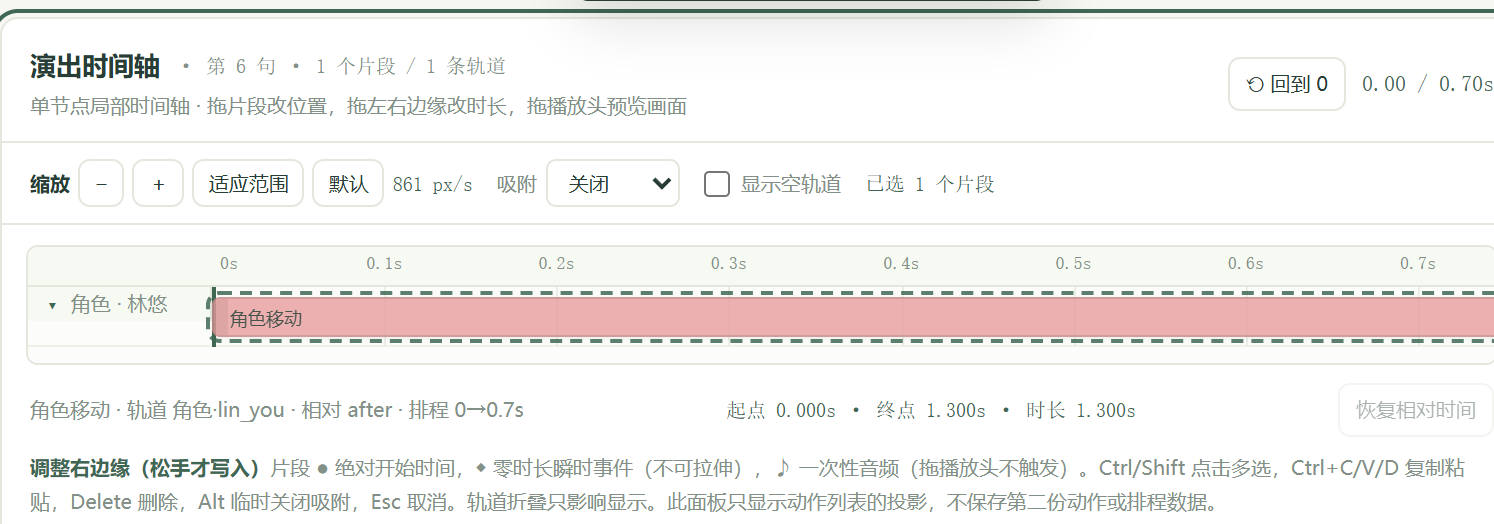 演出时间轴 • 第 6 句 • 1 个片段 / 1 条轨道
单节点局部时间轴 · 拖片段改位置，拖左右边缘改时长，拖播放头预览画面
回到 0 0.00 / 0.70s
缩放 − + 适应范围 默认 861 px/s 吸附 关闭 显示空轨道 已选 1 个片段
0s 0.1s 0.2s 0.3s 0.4s 0.5s 0.6s 0.7s
▾ 角色 · 林悠
角色移动
角色移动 · 轨道 角色·lin_you · 相对 after · 排程 0→0.7s 起点 0.000s • 终点 1.300s • 时长 1.300s 恢复相对时间
调整右边缘（松手才写入）片段 ● 绝对开始时间，◆ 零时长瞬时事件（不可拉伸），♪ 一次性音频（拖播放头不触发）。Ctrl/Shift 点击多选，Ctrl+C/V/D 复制粘
贴，Delete 删除，Alt 临时关闭吸附，Esc 取消。轨道折叠只影响显示。此面板只显示动作列表的投影，不保存第二份动作或排程数据。